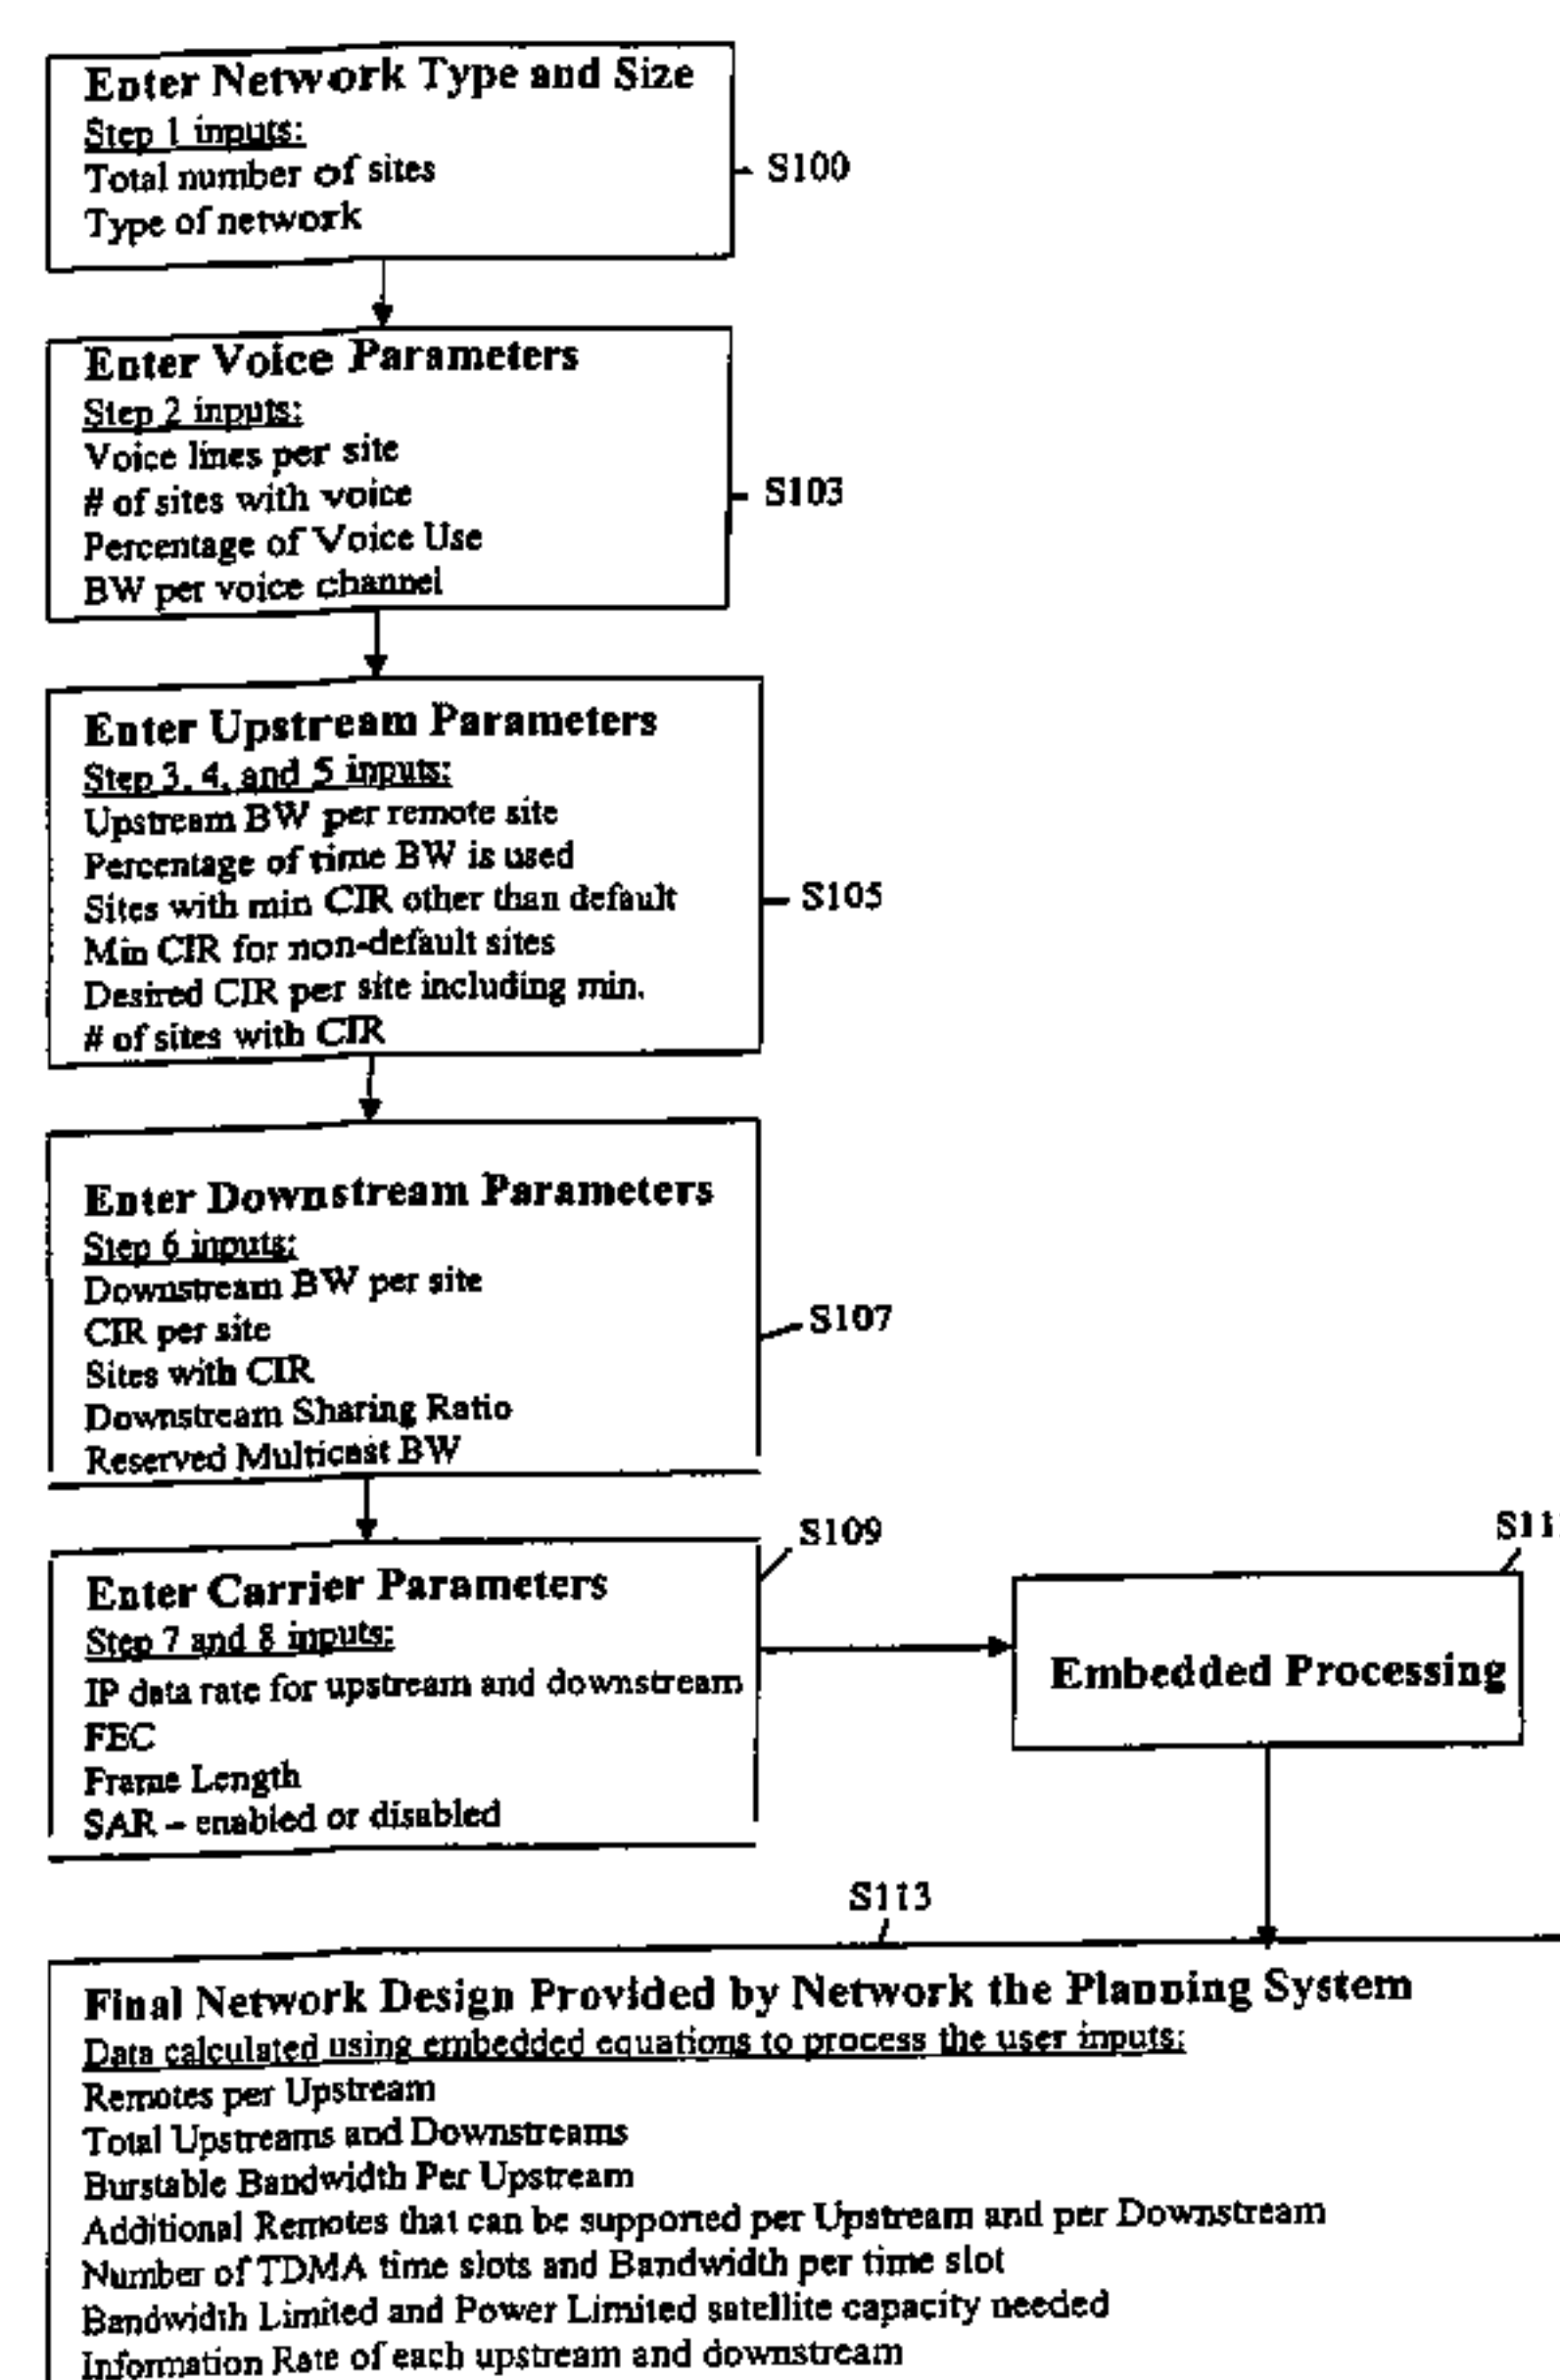 Enter Network Type and Size
Step 1 inputs:
Total number of sites
Type of network
S100
Enter Voice Parameters
Step 2 inputs:
Voice lines per site
# of sites with voice
Percentage of Voice Use
BW per voice channel
S103
Enter Upstream Parameters
Step 3, 4, and 5 inputs:
Upstream BW per remote site
Percentage of time BW is used
Sites with min CIR other than default
Min CIR for non-default sites
Desired CIR per site including min.
# of sites with CIR
S105
Enter Downstream Parameters
Step 6 inputs:
Downstream BW per site
CIR per site
Sites with CIR
Downstream Sharing Ratio
Reserved Multicast BW
S107
Enter Carrier Parameters
Step 7 and 8 inputs:
IP data rate for upstream and downstream
FEC
Frame Length
SAR – enabled or disabled
S109
Embedded Processing
S113
Final Network Design Provided by Network the Planning System
Data calculated using embedded equations to process the user inputs:
Remotes per Upstream
Total Upstreams and Downstreams
Burstable Bandwidth Per Upstream
Additional Remotes that can be supported per Upstream and per Downstream
Number of TDMA time slots and Bandwidth per time slot
Bandwidth Limited and Power Limited satellite capacity needed
Information Rate of each upstream and downstream